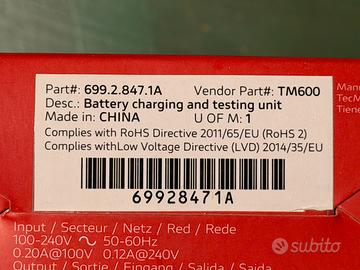 Part#: 699.2.847.1A Vendor Part#: TM600
Desc.: Battery charging and testing unit
Made in: CHINA U OF M: 1
Complies with RoHS Directive 2011/65/EU (RoHS 2)
Complies withLow Voltage Directive (LVD) 2014/35/EU
69928471A
Man
TecM
Tiene
Input / Secteur / Netz / Red / Rede
100-240V ~ 50-60Hz
0.20A@100V 0.12A@240V
Output / Sortie / Eingang / Salida / Saida
subito